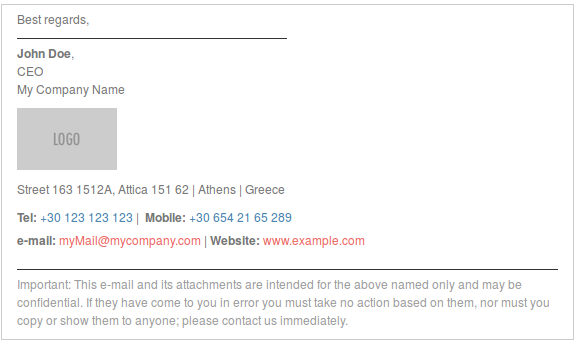 Best regards,
John Doe,
CEO
My Company Name
LOGO
Street 163 1512A, Attica 151 62 | Athens | Greece
Tel: +30 123 123 123 | Mobile: +30 654 21 65 289
e-mail: myMail@mycompany.com | Website: www.example.com
Important: This e-mail and its attachments are intended for the above named only and may be
confidential. If they have come to you in error you must take no action based on them, nor must you
copy or show them to anyone; please contact us immediately.